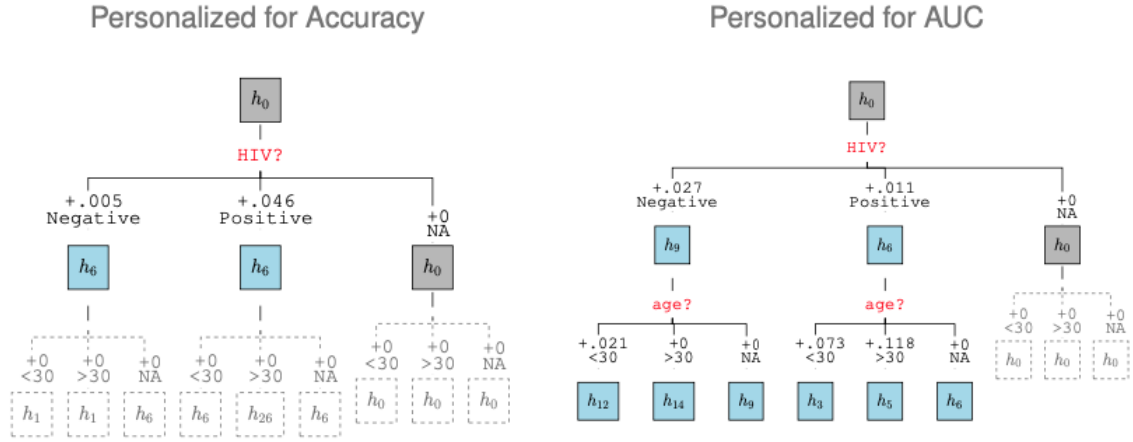 Personalized for Accuracy
Personalized for AUC
h0
HIV?
+.005
Negative
+.046
Positive
+0
NA
h6
h6
h0
+0
<30
+0
>30
+0
NA
+0
<30
+0
>30
+0
NA
+0
<30
+0
>30
+0
NA
h1
h1
h6
h6
h26
h6
h0
h0
h0
h0
HIV?
+.027
Negative
+.011
Positive
+0
NA
h9
h6
h0
age?
age?
+.021
<30
+0
>30
+0
NA
+.073
<30
+.118
>30
+0
NA
+0
<30
+0
>30
+0
NA
h12
h14
h9
h3
h5
h6
h0
h0
h0